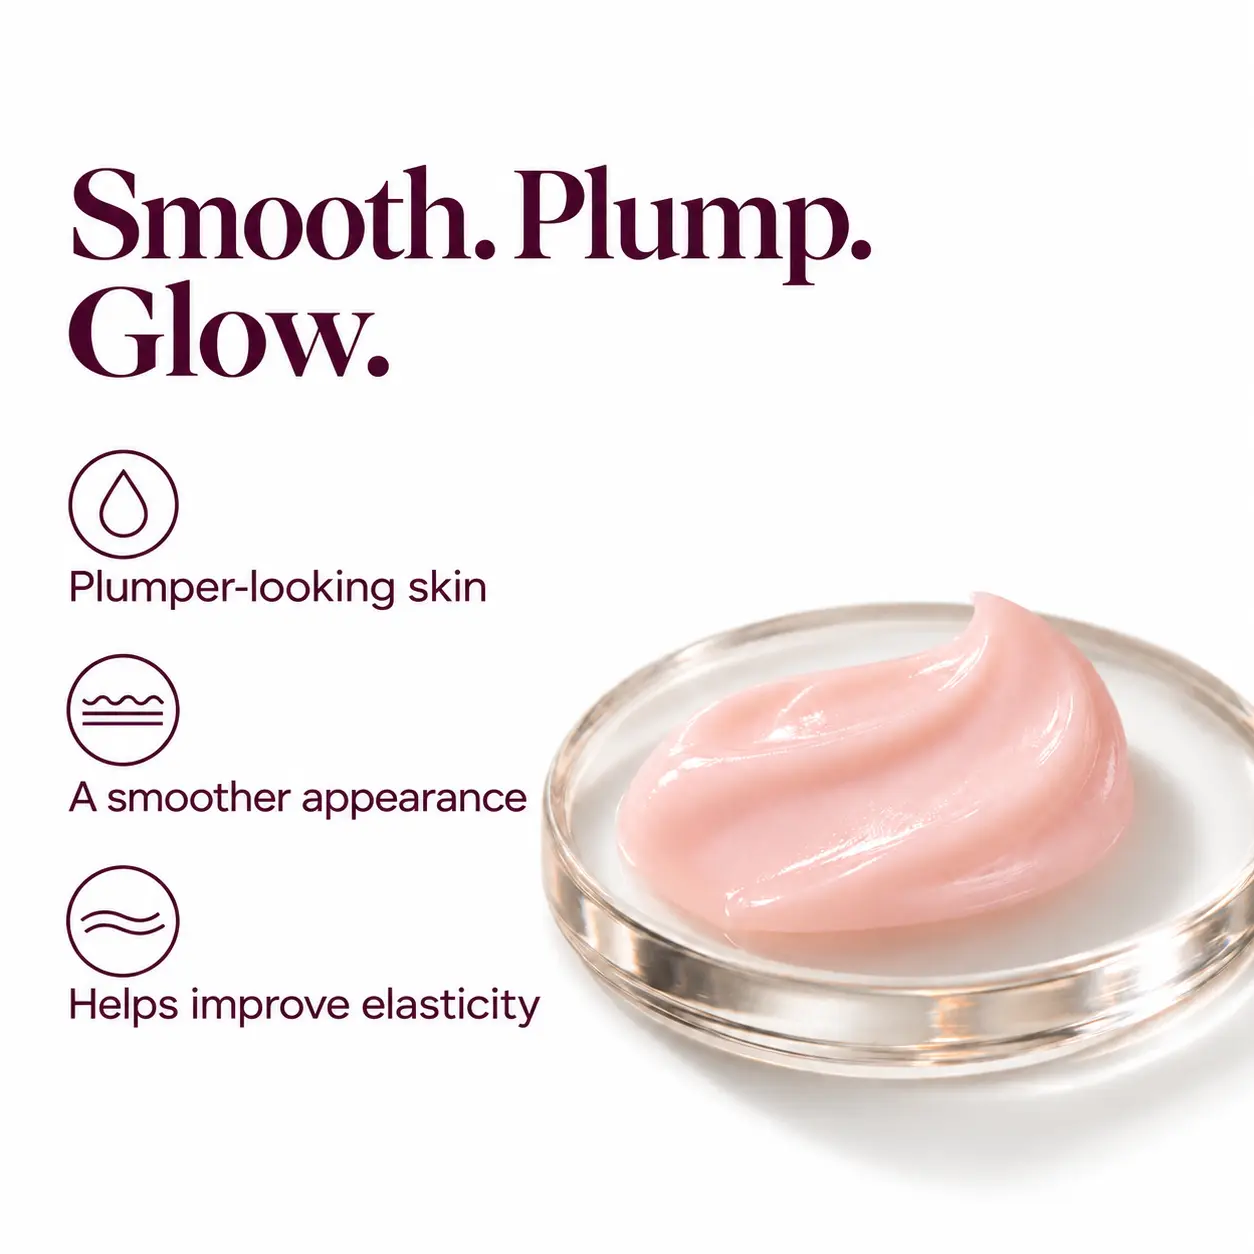 Smooth. Plump.
Glow.
Plumper-looking skin
A smoother appearance
Helps improve elasticity